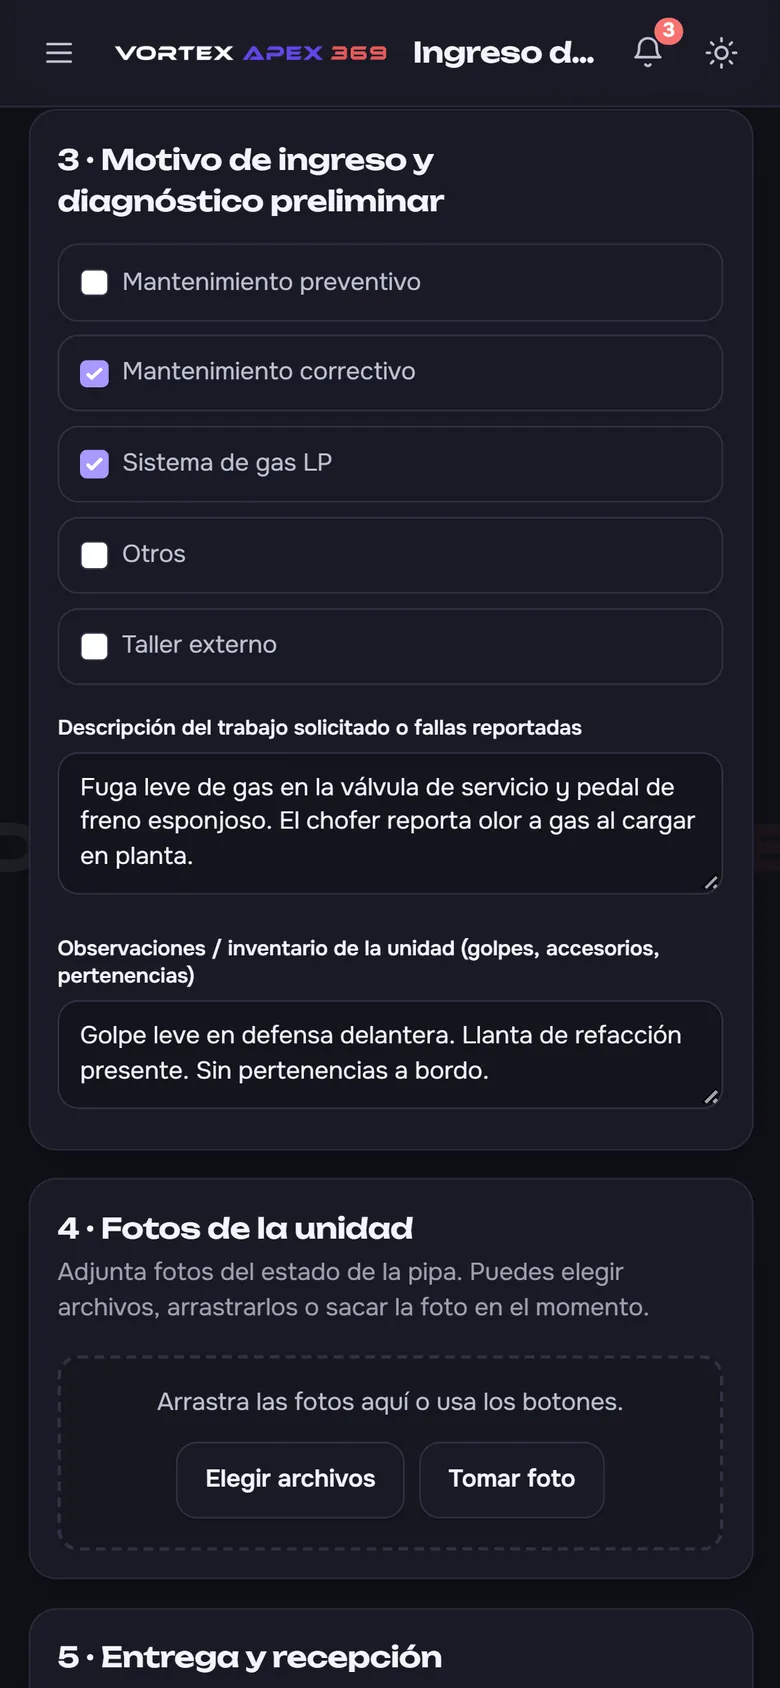 VORTEX APEX 369 Ingreso d... 3
3 · Motivo de ingreso y
diagnóstico preliminar
Mantenimiento preventivo
Mantenimiento correctivo
Sistema de gas LP
Otros
Taller externo
Descripción del trabajo solicitado o fallas reportadas
Fuga leve de gas en la válvula de servicio y pedal de
freno esponjoso. El chofer reporta olor a gas al cargar
en planta.
Observaciones / inventario de la unidad (golpes, accesorios,
pertenencias)
Golpe leve en defensa delantera. Llanta de refacción
presente. Sin pertenencias a bordo.
4 · Fotos de la unidad
Adjunta fotos del estado de la pipa. Puedes elegir
archivos, arrastrarlos o sacar la foto en el momento.
Arrastra las fotos aquí o usa los botones.
Elegir archivos Tomar foto
5 · Entrega y recepción